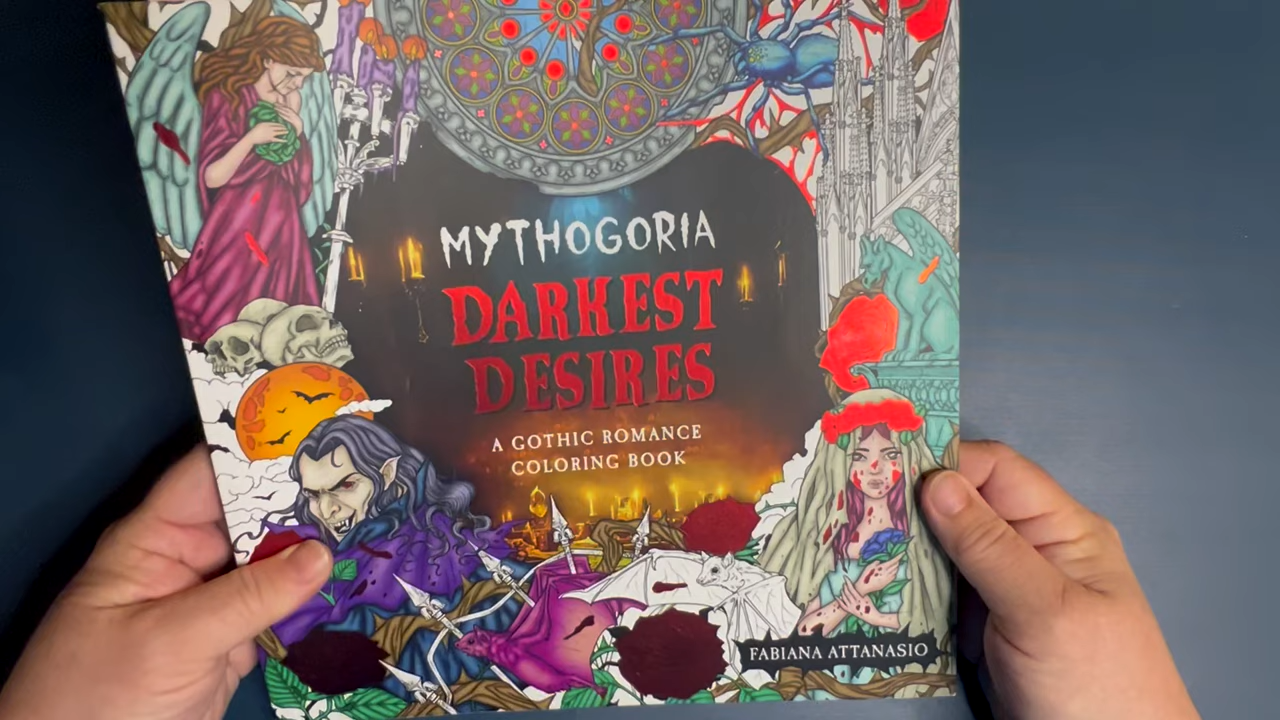 MYTHOGORIA
DARKEST
DESIRES
A GOTHIC ROMANCE
COLORING BOOK
FABIANA ATTANASIO